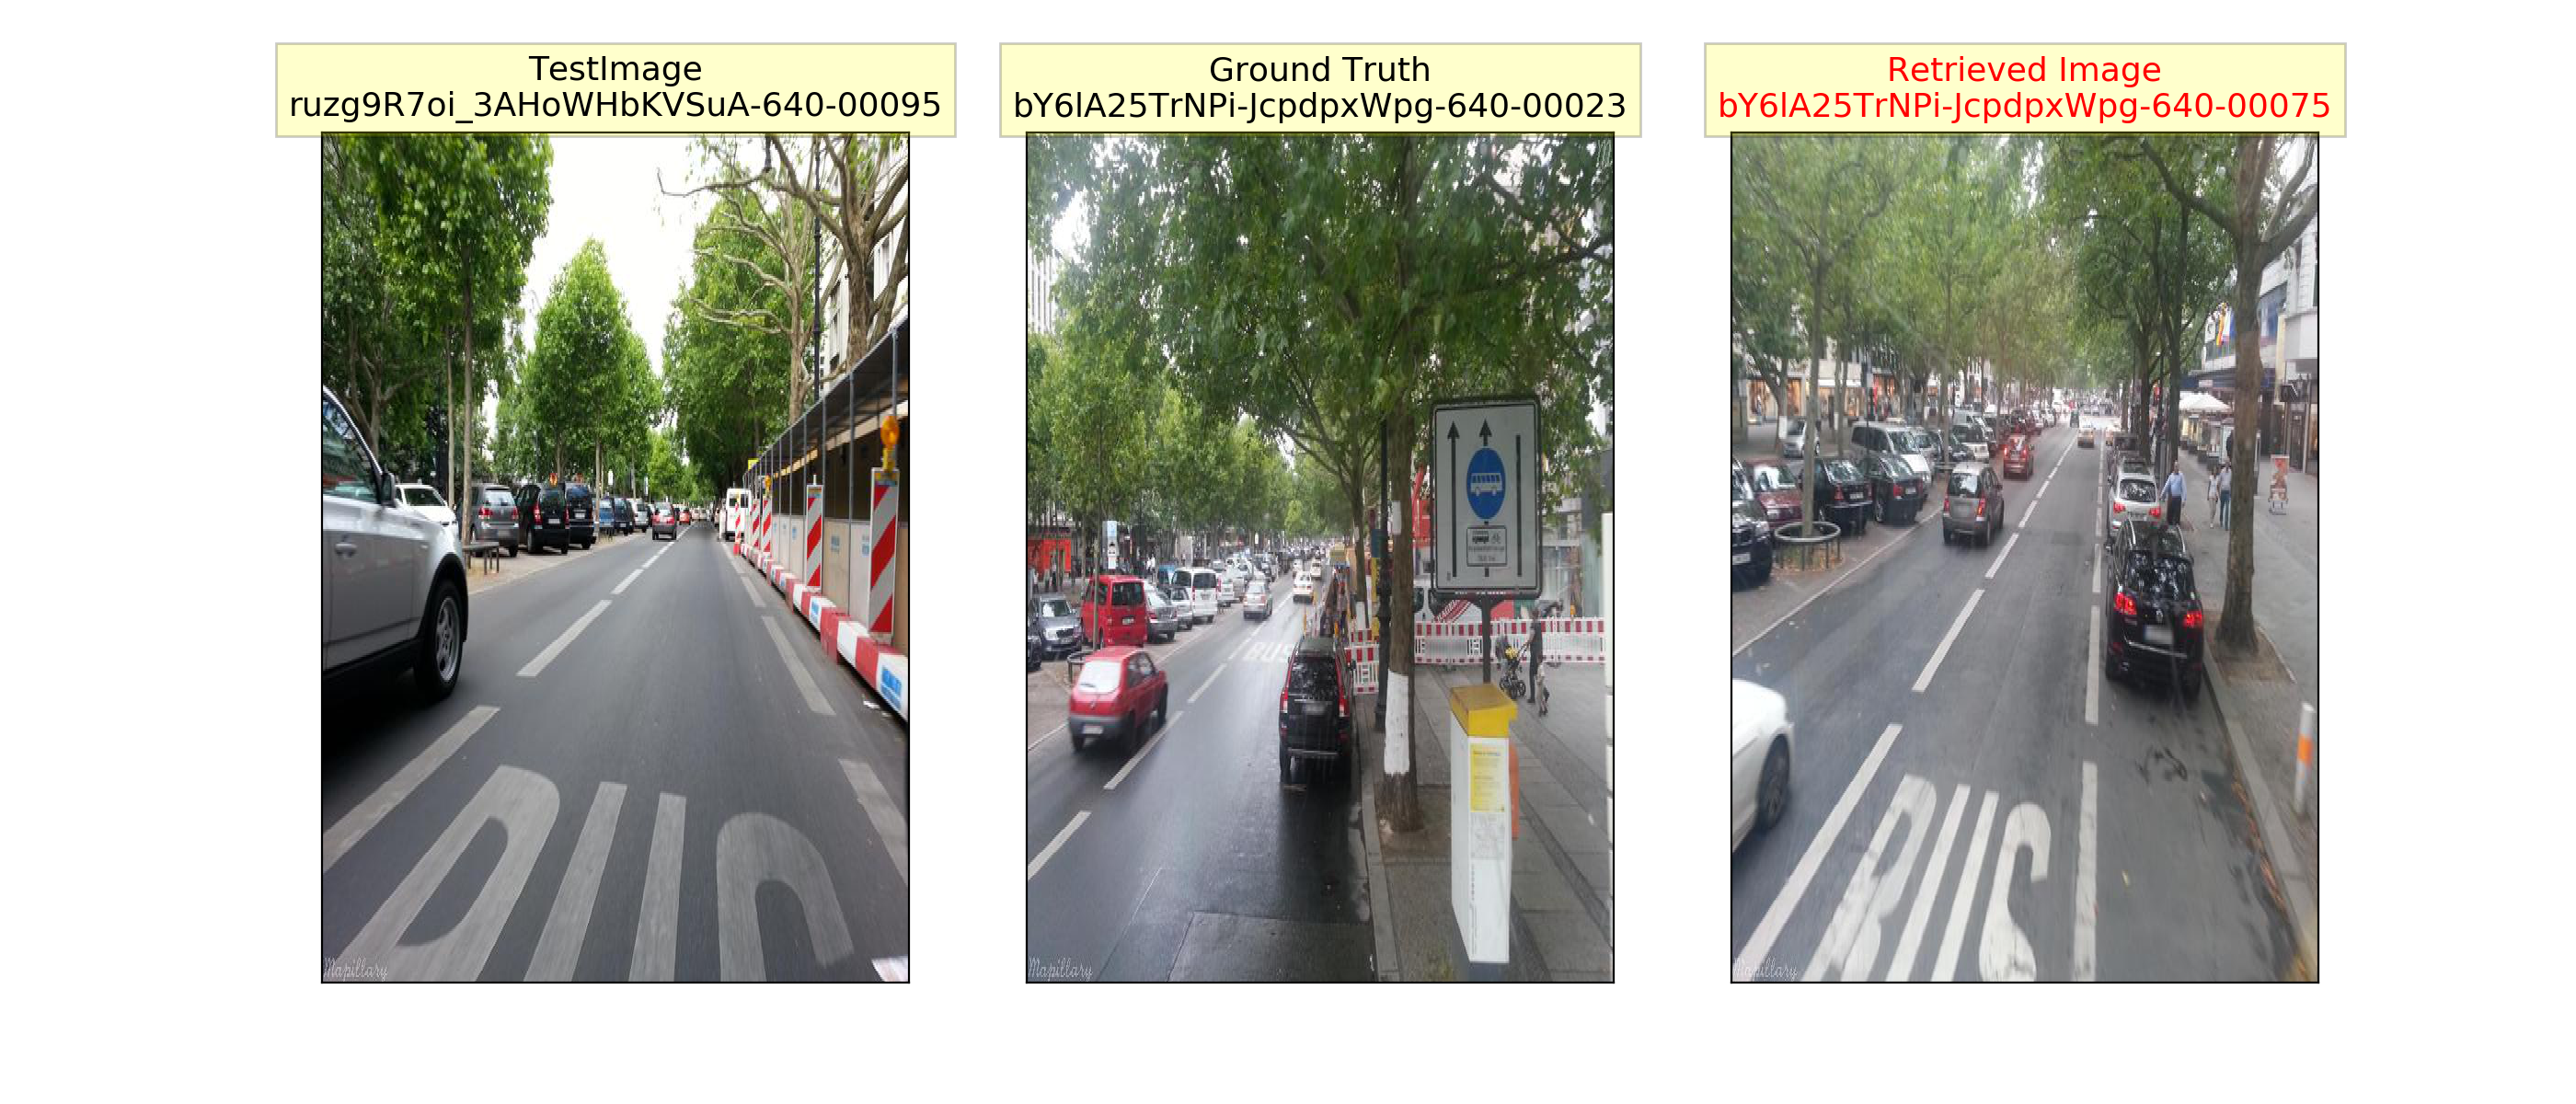 TestImage
ruzg9R7oi_3AHoWHbKVSuA-640-00095
Ground Truth
bY6lA25TrNPi-JcpdpxWpg-640-00023
Retrieved Image
bY6lA25TrNPi-JcpdpxWpg-640-00075
BUS
BUS
BUS
Mapillary
Mapillary
Mapillary